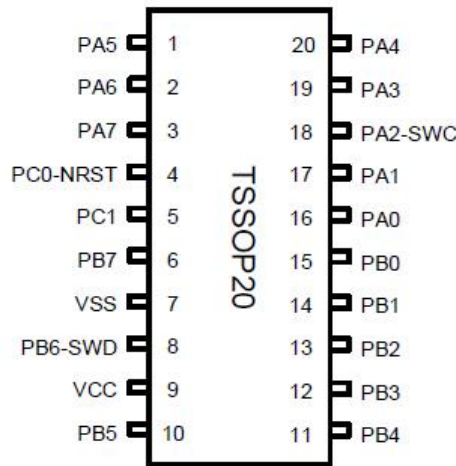 PA5 1 20 PA4
PA6 2 19 PA3
PA7 3 18 PA2-SWC
PC0-NRST 4 17 PA1
PC1 5 16 PA0
PB7 6 15 PB0
VSS 7 14 PB1
PB6-SWD 8 13 PB2
VCC 9 12 PB3
PB5 10 11 PB4
TSSOP20